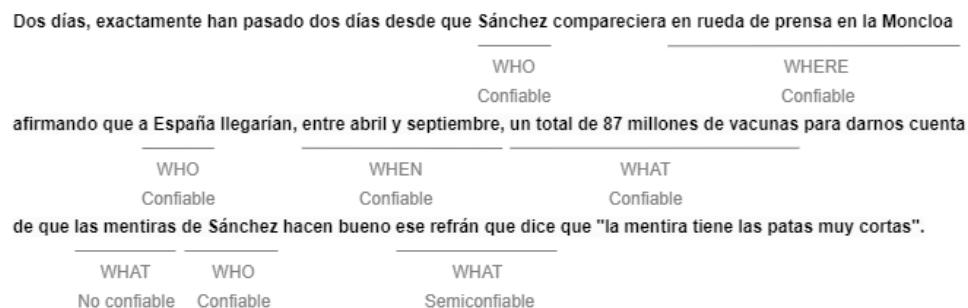 Dos días, exactamente han pasado dos días desde que Sánchez compareciera en rueda de prensa en la Moncloa
WHO WHERE
Confiable Confiable
afirmando que a España llegarían, entre abril y septiembre, un total de 87 millones de vacunas para darnos cuenta
WHO WHEN WHAT
Confiable Confiable Confiable
de que las mentiras de Sánchez hacen bueno ese refrán que dice que "la mentira tiene las patas muy cortas".
WHAT WHO WHAT
No confiable Confiable Semiconfiable